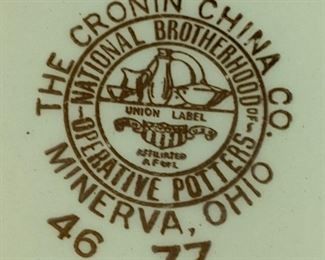 THE CRONIN CHINA CO.
NATIONAL BROTHERHOOD OF
OPERATIVE POTTERS
UNION LABEL
AFFILIATED
A F OF L
MINERVA, OHIO
46 77